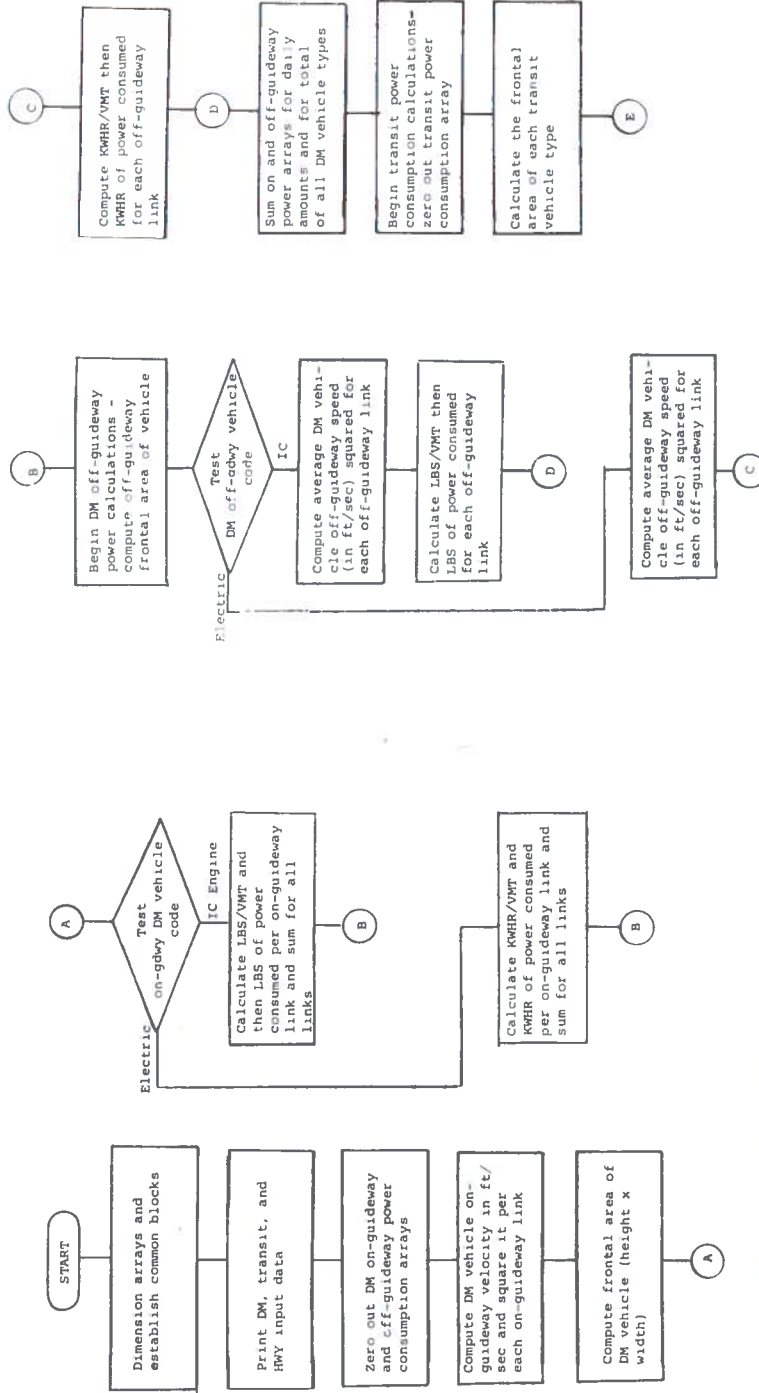 START
Dimension arrays and
establish common blocks
Print DM, transit, and
HWY input data
Zero out DM on-guideway
and off-guideway power
consumption arrays
Compute DM vehicle on-
guideway velocity in ft/
sec and square it per
each on-guideway link
Compute frontal area of
DM vehicle (height x
width)
A
A
Test
on-gdwy DM vehicle
code
Electric
IC Engine
Calculate LBS/VMT and
then LBS of power
consumed per on-guideway
link and sum for all
links
B
Calculate KWHR/VMT and
KWHR of power consumed
per on-guideway link and
sum for all links
B
B
Begin DM off-guideway
power calculations -
compute off-guideway
frontal area of vehicle
Test
DM off-gdwy vehicle
code
Electric
IC
Compute average DM vehi-
cle off-guideway speed
(in ft/sec) squared for
each off-guideway link
Calculate LBS/VMT then
LBS of power consumed
for each off-guideway
link
D
Compute average DM vehi-
cle off-guideway speed
(in ft/sec) squared for
each off-guideway link
C
C
Compute KWHR/VMT then
KWHR of power consumed
for each off-guideway
link
D
Sum on and off-guideway
power arrays for daily
amounts and for total
of all DM vehicle types
Begin transit power
consumption calculations-
zero out transit power
consumption array
Calculate the frontal
area of each transit
vehicle type
E